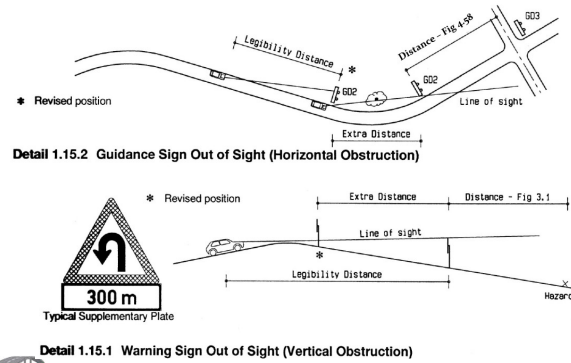 Legibility Distance
*
Distance - Fig 4-58
GD3
GD2
GD2
* Revised position
Line of sight
Extra Distance
Detail 1.15.2 Guidance Sign Out of Sight (Horizontal Obstruction)
* Revised position
Extra Distance
Distance - Fig 3.1
Line of sight
*
Legibility Distance
Hazard
300 m
Typical Supplementary Plate
Detail 1.15.1 Warning Sign Out of Sight (Vertical Obstruction)